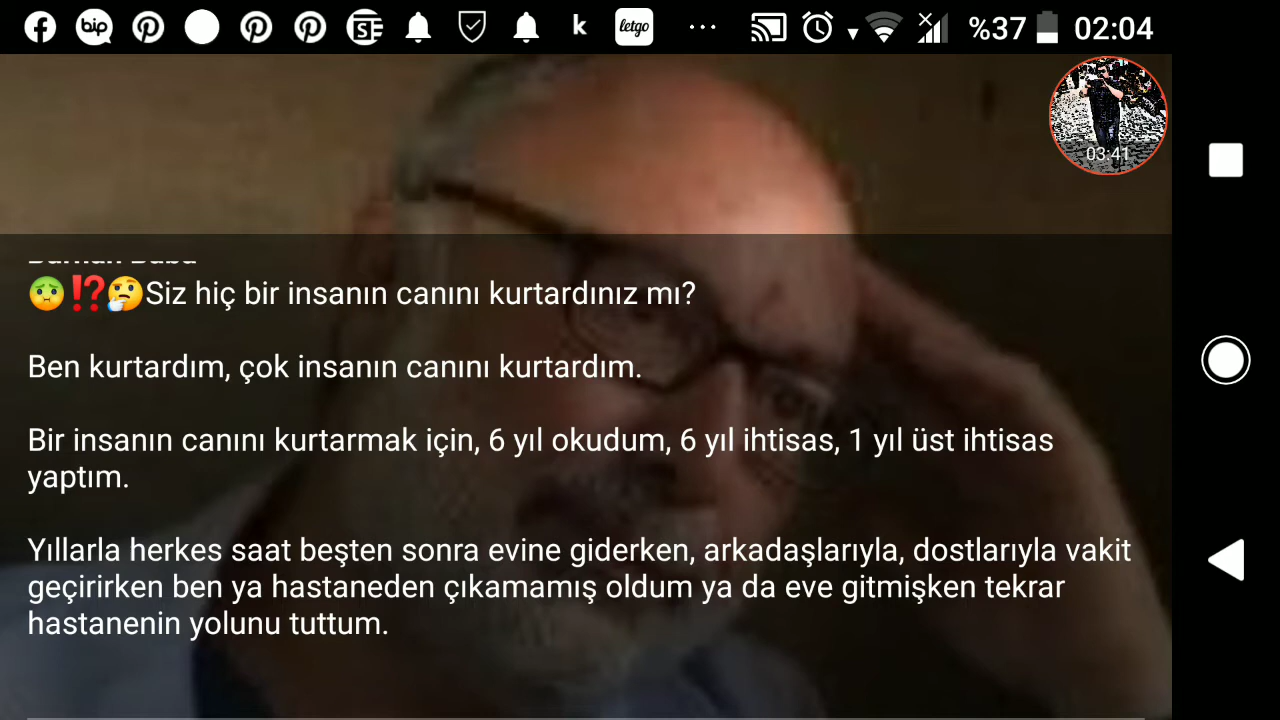 bip
SF
k
letgo
...
%37
02:04
03:41
🤢⁉️🤔Siz hiç bir insanın canını kurtardınız mı?
Ben kurtardım, çok insanın canını kurtardım.
Bir insanın canını kurtarmak için, 6 yıl okudum, 6 yıl ihtisas, 1 yıl üst ihtisas
yaptım.
Yıllarla herkes saat beşten sonra evine giderken, arkadaşlarıyla, dostlarıyla vakit
geçirirken ben ya hastaneden çıkamamış oldum ya da eve gitmişken tekrar
hastanenin yolunu tuttum.